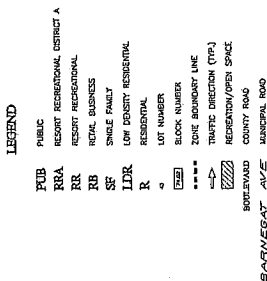 LEGEND
PUB PUBLIC
RRA RESORT RECREATIONAL DISTRICT A
RR RESORT RECREATIONAL
RB RETAIL BUSINESS
SF SINGLE FAMILY
LDR LOW DENSITY RESIDENTIAL
R RESIDENTIAL
LOT NUMBER
BLOCK NUMBER
ZONE BOUNDARY LINE
TRAFFIC DIRECTION (TYP.)
RECREATION/OPEN SPACE
BOULEVARD COUNTY ROAD
BARNEGAT AVE MUNICIPAL ROAD